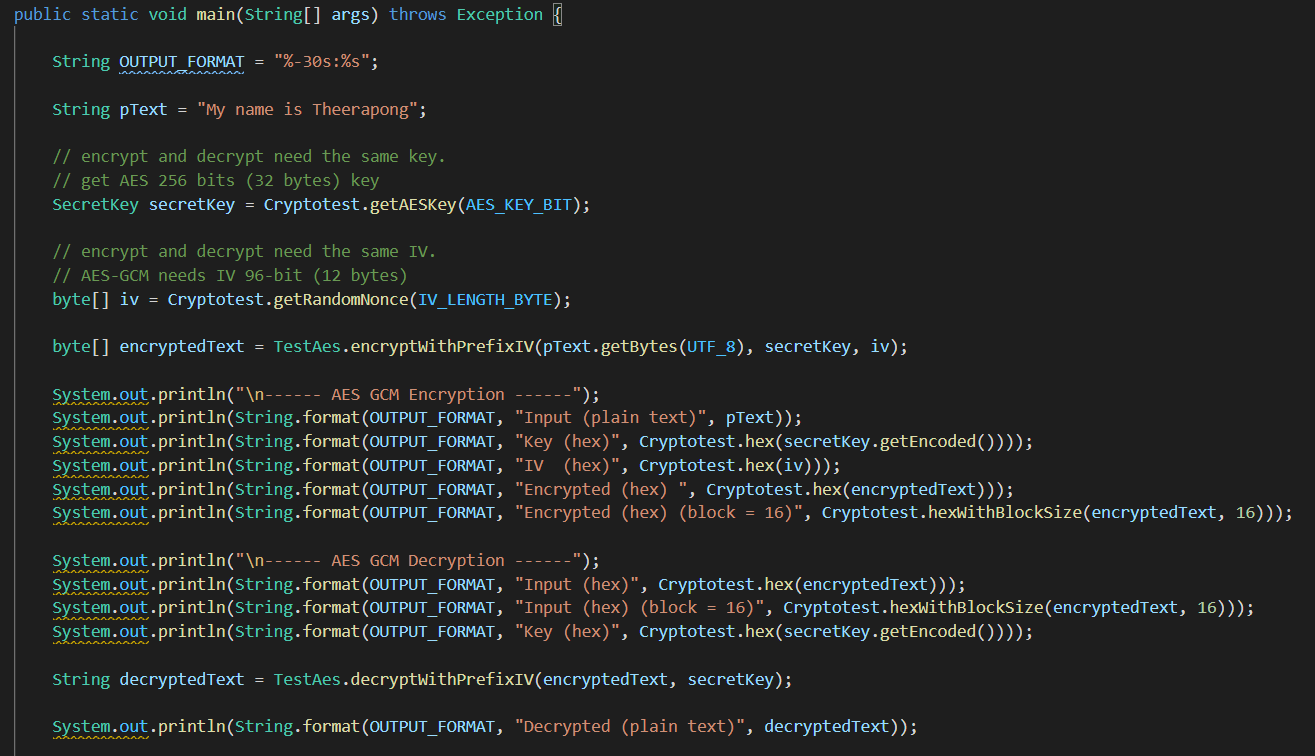 public static void main(String[] args) throws Exception {
String OUTPUT_FORMAT = "%-30s:%s";
String pText = "My name is Theerapong";
// encrypt and decrypt need the same key.
// get AES 256 bits (32 bytes) key
SecretKey secretKey = Cryptotest.getAESKey(AES_KEY_BIT);
// encrypt and decrypt need the same IV.
// AES-GCM needs IV 96-bit (12 bytes)
byte[] iv = Cryptotest.getRandomNonce(IV_LENGTH_BYTE);
byte[] encryptedText = TestAes.encryptWithPrefixIV(pText.getBytes(UTF_8), secretKey, iv);
System.out.println("\n------ AES GCM Encryption ------");
System.out.println(String.format(OUTPUT_FORMAT, "Input (plain text)", pText));
System.out.println(String.format(OUTPUT_FORMAT, "Key (hex)", Cryptotest.hex(secretKey.getEncoded())));
System.out.println(String.format(OUTPUT_FORMAT, "IV  (hex)", Cryptotest.hex(iv)));
System.out.println(String.format(OUTPUT_FORMAT, "Encrypted (hex) ", Cryptotest.hex(encryptedText)));
System.out.println(String.format(OUTPUT_FORMAT, "Encrypted (hex) (block = 16)", Cryptotest.hexWithBlockSize(encryptedText, 16)));
System.out.println("\n------ AES GCM Decryption ------");
System.out.println(String.format(OUTPUT_FORMAT, "Input (hex)", Cryptotest.hex(encryptedText)));
System.out.println(String.format(OUTPUT_FORMAT, "Input (hex) (block = 16)", Cryptotest.hexWithBlockSize(encryptedText, 16)));
System.out.println(String.format(OUTPUT_FORMAT, "Key (hex)", Cryptotest.hex(secretKey.getEncoded())));
String decryptedText = TestAes.decryptWithPrefixIV(encryptedText, secretKey);
System.out.println(String.format(OUTPUT_FORMAT, "Decrypted (plain text)", decryptedText));